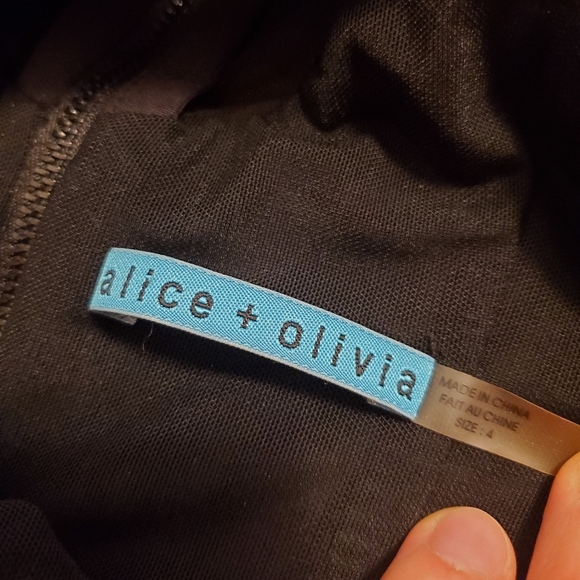 alice + olivia
MADE IN CHINA
FAIT AU CHINE
SIZE : 4